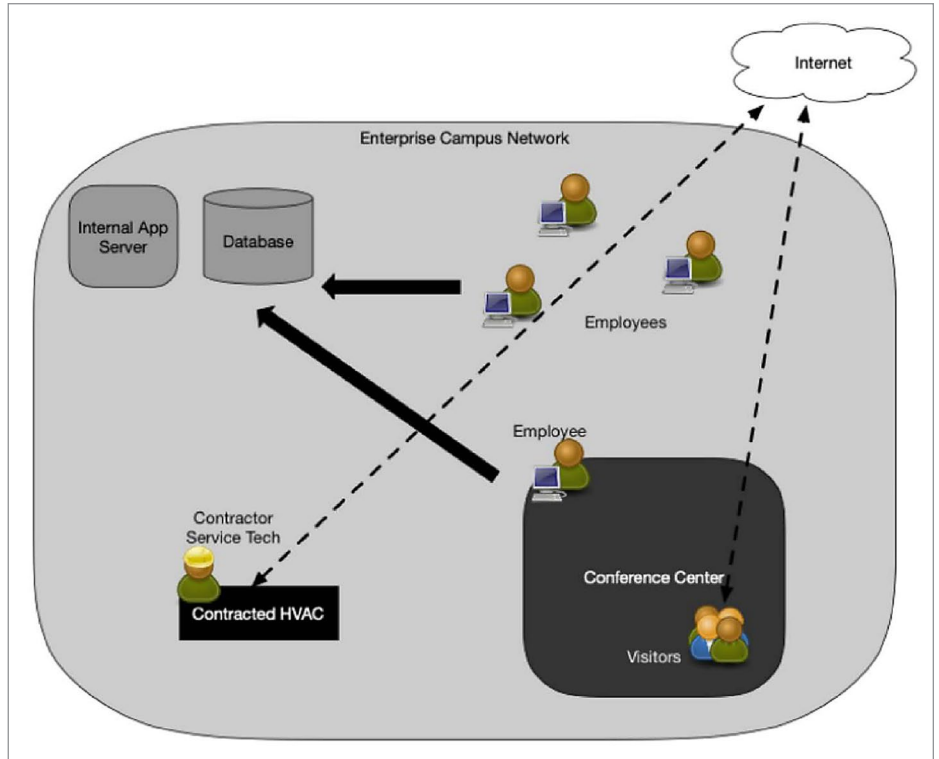 Internet
Enterprise Campus Network
Internal App
Server
Database
Employees
Employee
Contractor
Service Tech
Contracted HVAC
Conference Center
Visitors